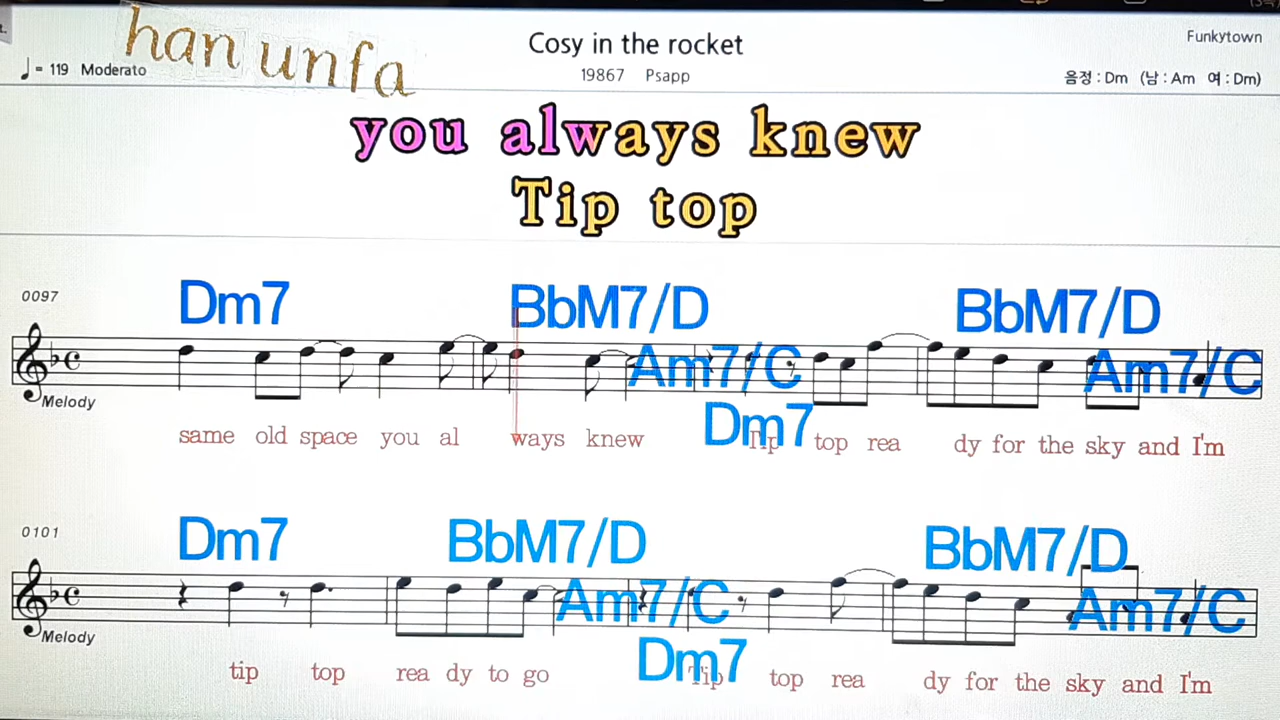 han unfa
Cosy in the rocket
Funkytown
♩ = 119 Moderato
19867 Psapp
음정 : Dm (남 : Am 여 : Dm)
you always knew
Tip top
0097
Dm7 BbM7/D BbM7/D
Am7/C Am7/C
Melody
Dm7
same old space you al ways knew Tip top rea dy for the sky and I'm
0101
Dm7 BbM7/D BbM7/D
Am7/C Am7/C
Melody
Dm7
tip top rea dy to go Tip top rea dy for the sky and I'm